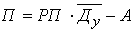 П = РП · Д̅у̅ − А